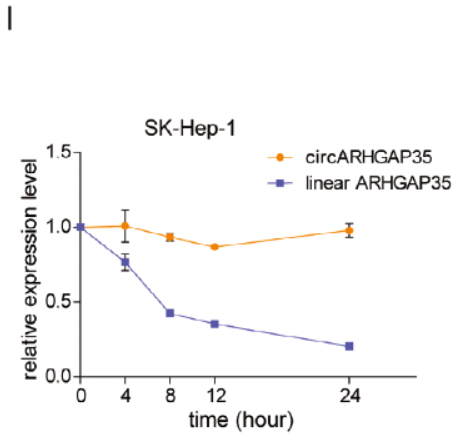 I
SK-Hep-1
circARHGAP35
linear ARHGAP35
relative expression level
1.5
1.0
0.5
0.0
0 4 8 12 24
time (hour)